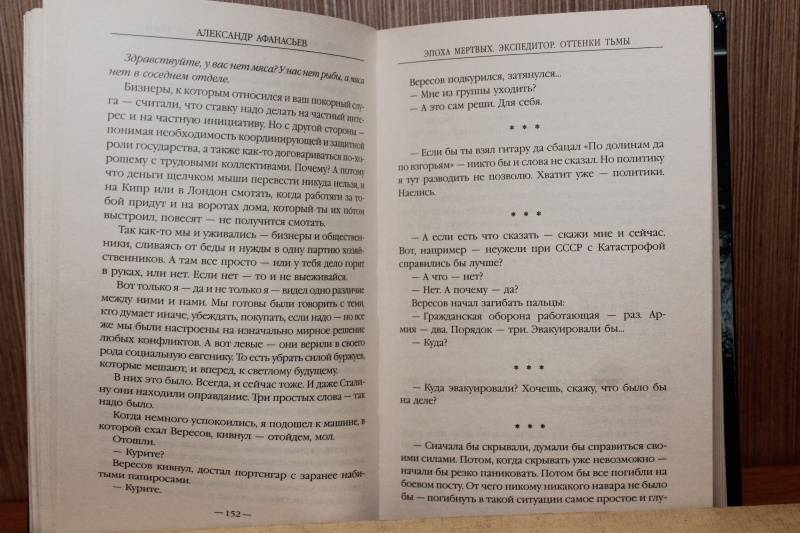 АЛЕКСАНДР АФАНАСЬЕВ
Здравствуйте, у вас нет мяса? У нас нет рыбы, а мяса
нет в соседнем отделе.
Бизнеры, к которым относился и ваш покорный слу-
га — считали, что ставку надо делать на частный инте-
рес и на частную инициативу. Но с другой стороны —
понимая необходимость координирующей и защитной
роли государства, а также как-то договариваться по-хо-
рошему с трудовыми коллективами. Почему? А потому
что деньги щелчком мыши перевести никуда нельзя, и
на Кипр или в Лондон смотать, когда работяги за то-
бой придут и на воротах дома, который ты их по́том
выстроил, повесят — не получится смотать.
Так как-то мы и уживались — бизнеры и обществен-
ники, сливаясь от беды и нужды в одну партию хозяй-
ственников. А там все просто — или у тебя дело горит
в руках, или нет. Если нет — то и не выеживайся.
Вот только я — да и не только я — видел одно различие
между ними и нами. Мы готовы были говорить с теми,
кто думает иначе, убеждать, покупать, если надо — но все
же мы были настроены на изначально мирное решение
любых конфликтов. А вот левые — они верили в своего
рода социальную евгенику. То есть убрать силой буржуев,
которые мешают, и вперед, к светлому будущему.
В них это было. Всегда, и сейчас тоже. И даже Стали-
ну они находили оправдание. Три простых слова — так
надо было.
Когда немного успокоились, я подошел к машине, в
которой ехал Вересов, кивнул — отойдем, мол.
Отошли.
— Курите?
Вересов кивнул, достал портсигар с заранее наби-
тыми папиросами.
— Курите.
— 152 —
ЭПОХА МЕРТВЫХ. ЭКСПЕДИТОР. ОТТЕНКИ ТЬМЫ
Вересов подкурился, затянулся...
— Мне из группы уходить?
— А это сам реши. Для себя.
* * *
— Если бы ты взял гитару да сбацал «По долинам да
по взгорьям» — никто бы и слова не сказал. Но политику
я тут разводить не позволю. Хватит уже — политики.
Наелись.
* * *
— А если есть что сказать — скажи мне и сейчас.
Вот, например — неужели при СССР с Катастрофой
справились бы лучше?
— А что — нет?
— Нет. А почему — да?
Вересов начал загибать пальцы:
— Гражданская оборона работающая — раз. Ар-
мия — два. Порядок — три. Эвакуировали бы...
— Куда?
* * *
— Куда эвакуировали? Хочешь, скажу, что было бы
на деле?
* * *
— Сначала бы скрывали, думали бы справиться сво-
ими силами. Потом, когда скрывать уже невозможно —
начали бы резко паниковать. Потом бы все погибли на
боевом посту. От чего никому никакого навара не было
бы — погибнуть в такой ситуации самое простое и глу-